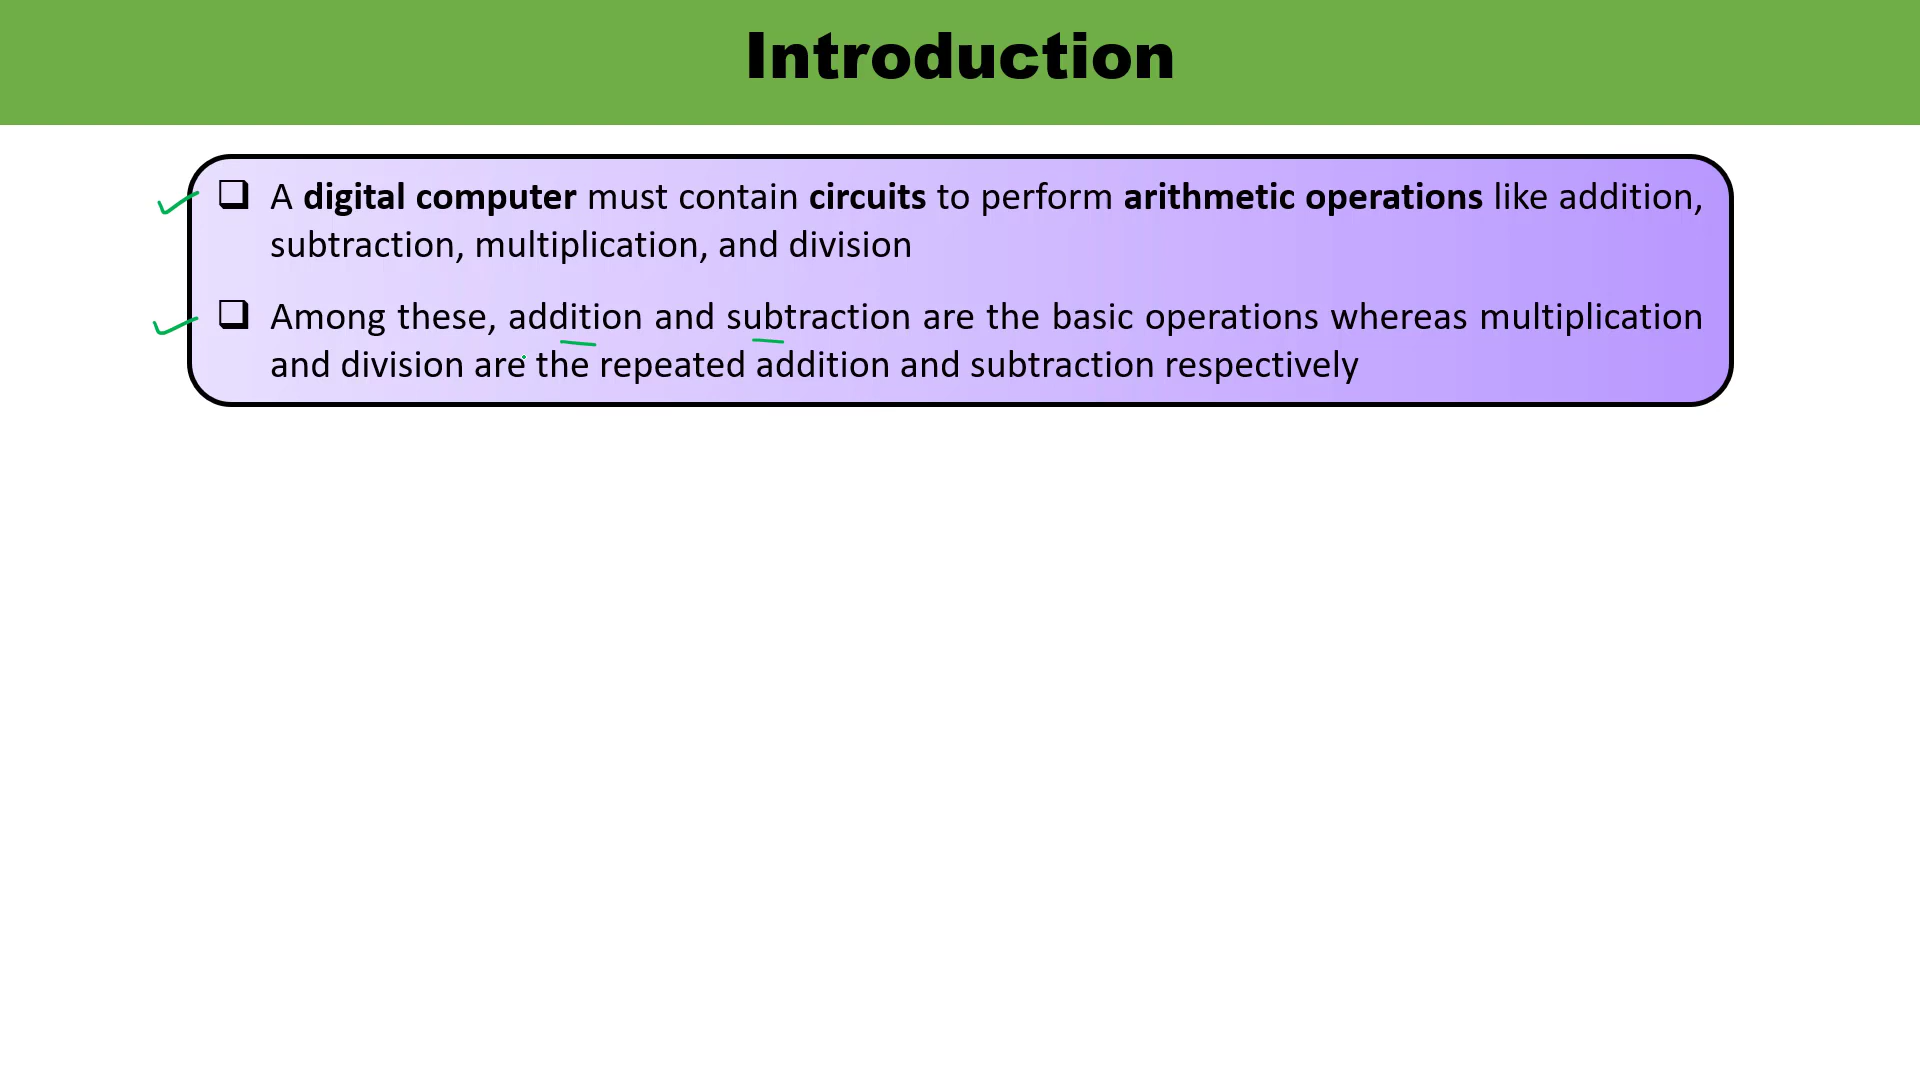 Introduction
❑ A digital computer must contain circuits to perform arithmetic operations like addition,
subtraction, multiplication, and division
❑ Among these, addition and subtraction are the basic operations whereas multiplication
and division are the repeated addition and subtraction respectively